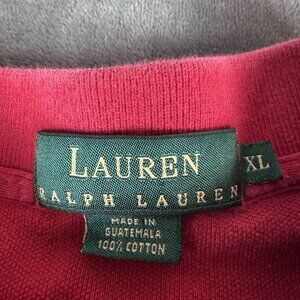 LAUREN
XL
RALPH LAUREN
MADE IN
GUATEMALA
100% COTTON